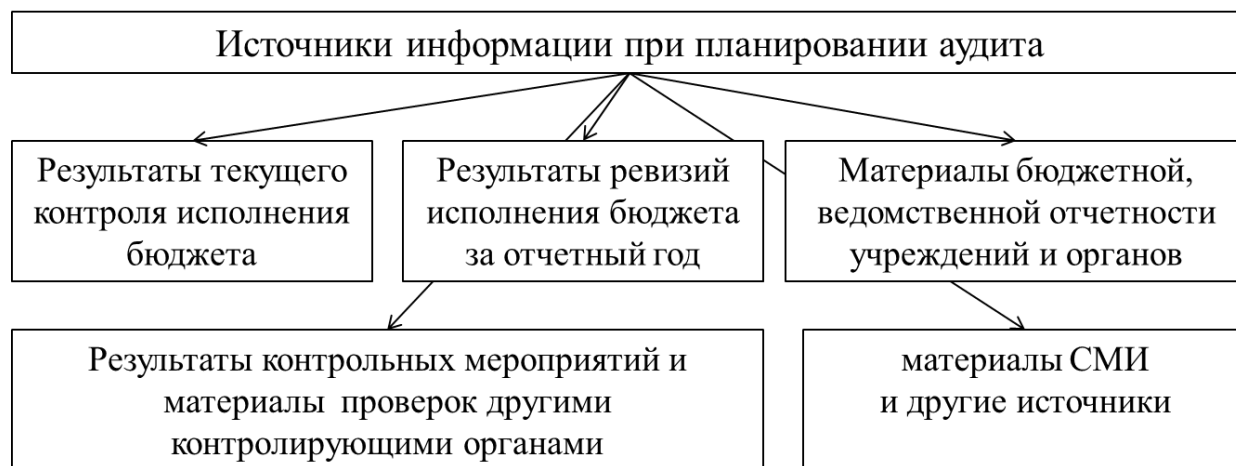 Источники информации при планировании аудита
Результаты текущего
контроля исполнения
бюджета
Результаты ревизий
исполнения бюджета
за отчетный год
Материалы бюджетной,
ведомственной отчетности
учреждений и органов
Результаты контрольных мероприятий и
материалы проверок другими
контролирующими органами
материалы СМИ
и другие источники